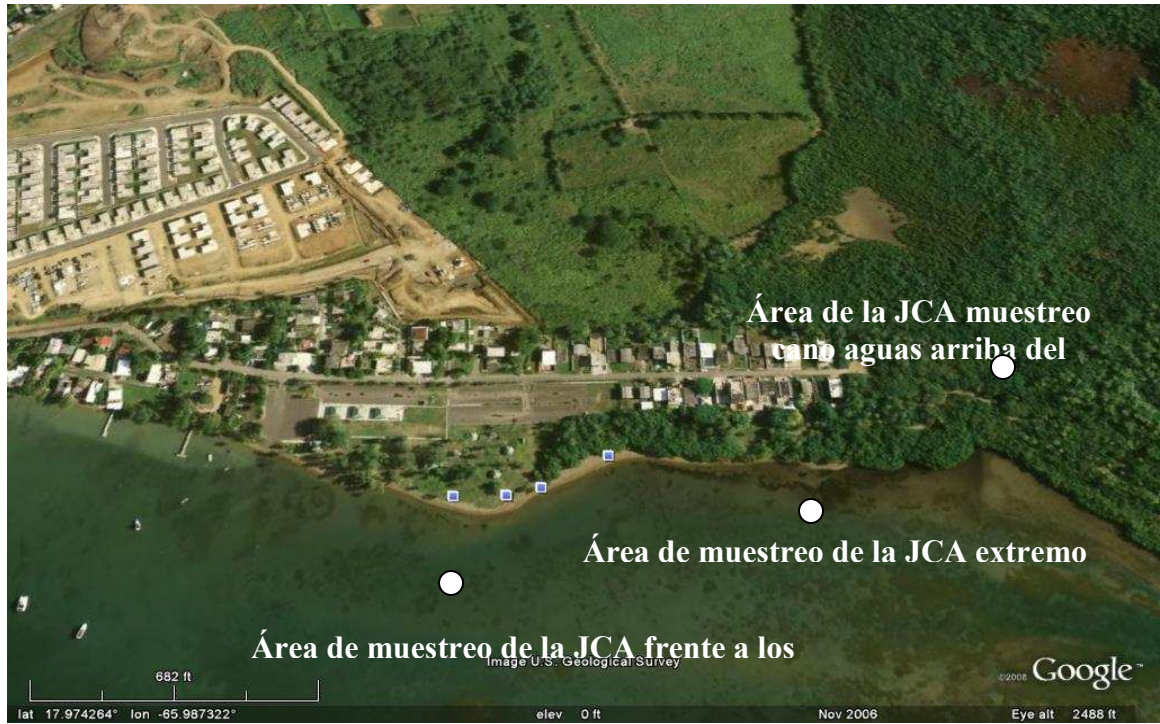 Área de la JCA muestreo
cano aguas arriba del
Área de muestreo de la JCA extremo
Área de muestreo de la JCA frente a los
Image U.S. Geological Survey
682 ft
©2008 Google™
lat 17.974264° lon -65.987322° elev 0 ft Nov 2006 Eye alt 2488 ft